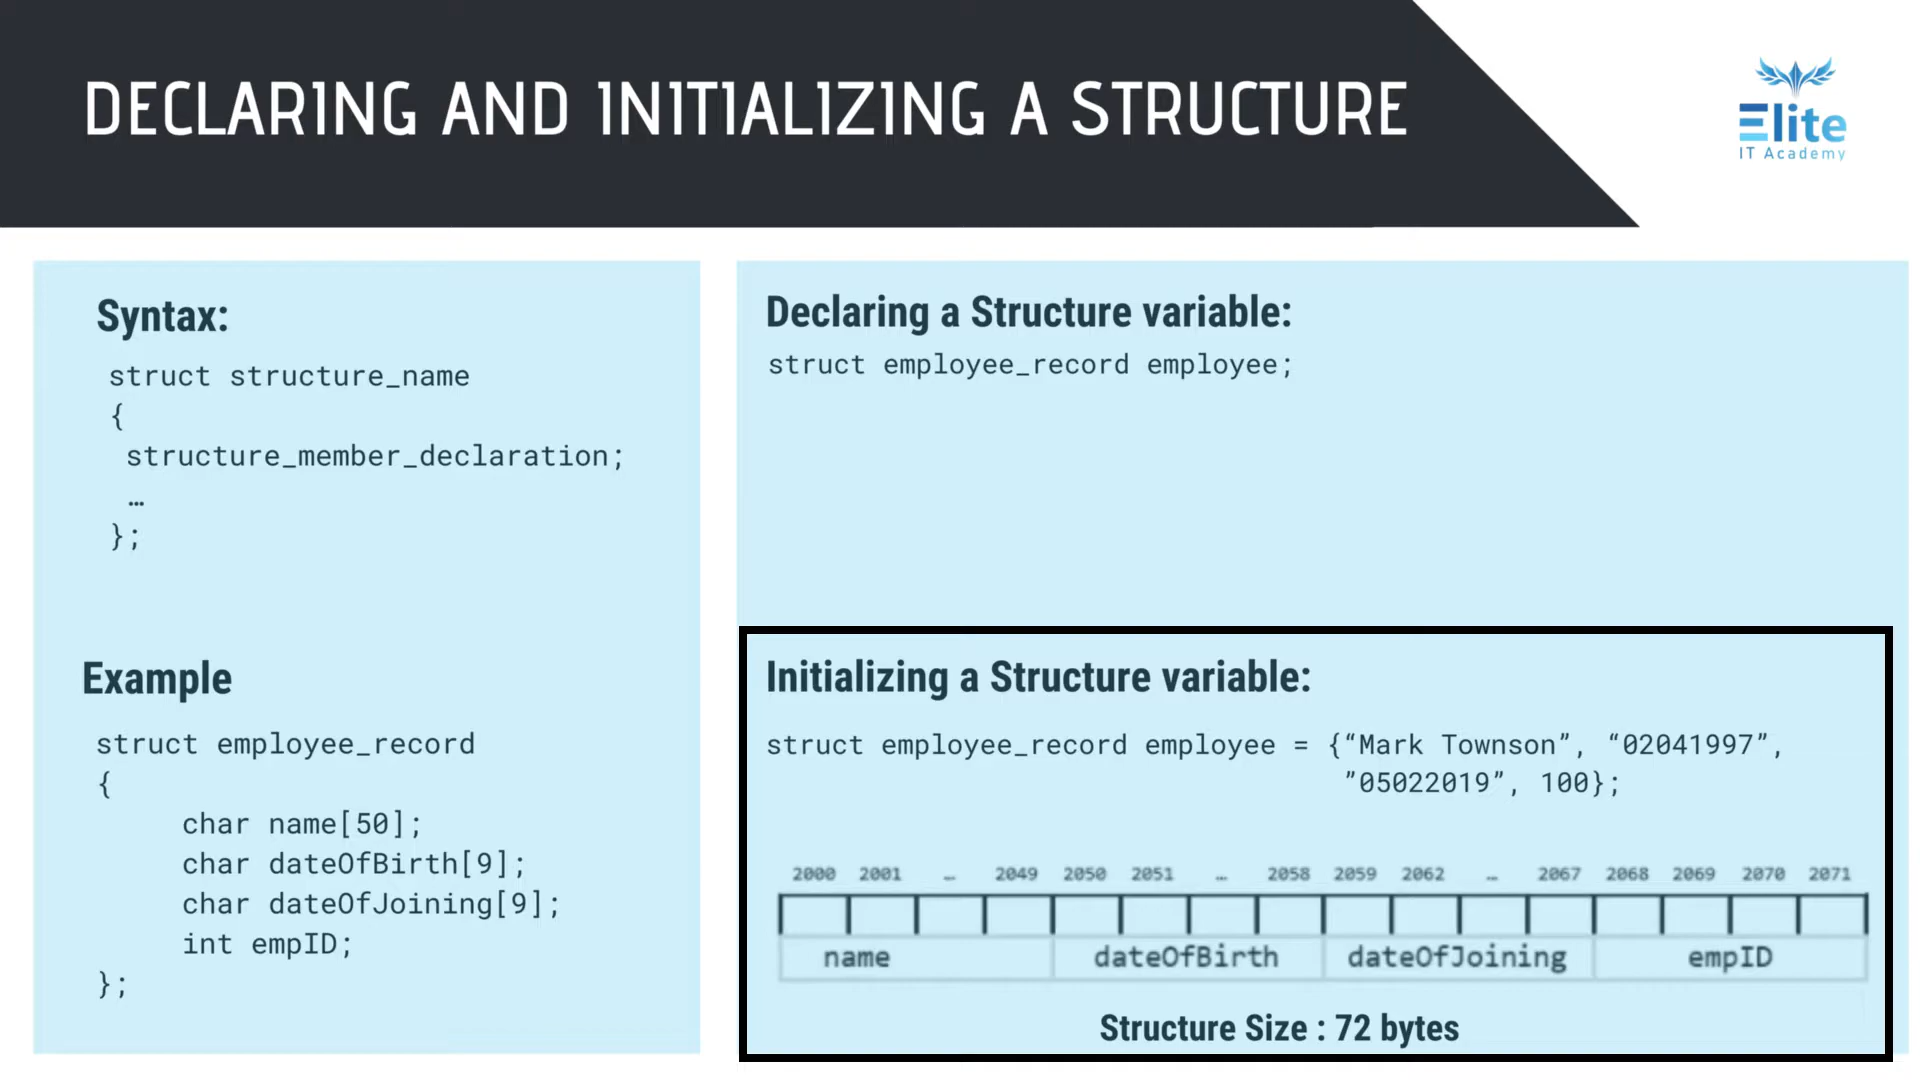 DECLARING AND INITIALIZING A STRUCTURE
Elite
IT Academy
Syntax:
struct structure_name
{
structure_member_declaration;
…
};
Example
struct employee_record
{
char name[50];
char dateOfBirth[9];
char dateOfJoining[9];
int empID;
};
Declaring a Structure variable:
struct employee_record employee;
Initializing a Structure variable:
struct employee_record employee = {“Mark Townson”, “02041997”,
”05022019”, 100};
2000 2001 … 2049 2050 2051 … 2058 2059 2062 … 2067 2068 2069 2070 2071
name dateOfBirth dateOfJoining empID
Structure Size : 72 bytes